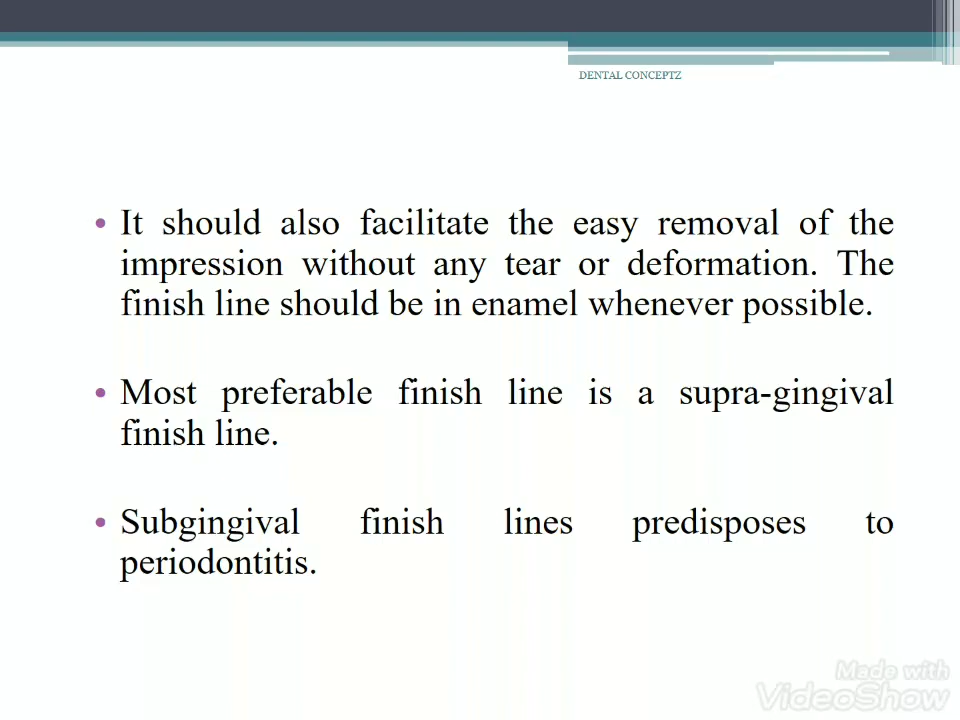 DENTAL CONCEPTZ
• It should also facilitate the easy removal of the
impression without any tear or deformation. The
finish line should be in enamel whenever possible.
• Most preferable finish line is a supra-gingival
finish line.
• Subgingival finish lines predisposes to
periodontitis.
Made with
VideoShow